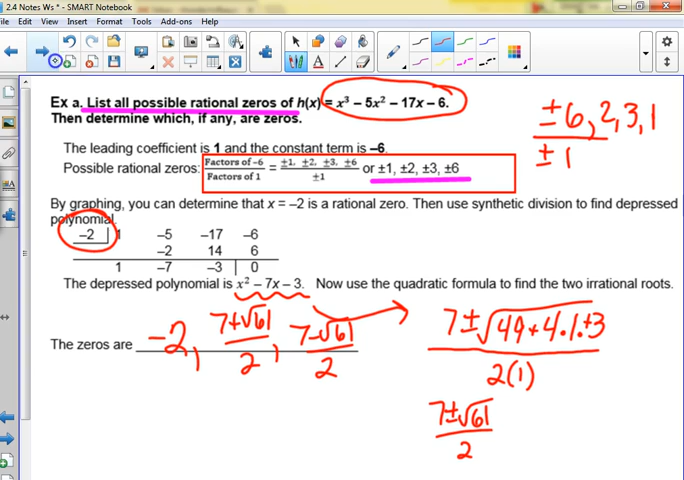 2.4 Notes Ws * - SMART Notebook
File Edit View Insert Format Tools Add-ons Help
Ex a. List all possible rational zeros of h(x) = x³ − 5x² − 17x − 6.
Then determine which, if any, are zeros.
±6, 2, 3, 1
±1
The leading coefficient is 1 and the constant term is −6.
Possible rational zeros: Factors of −6 / Factors of 1 = ±1, ±2, ±3, ±6 / ±1 or ±1, ±2, ±3, ±6
By graphing, you can determine that x = −2 is a rational zero. Then use synthetic division to find depressed
polynomial.
−2 | 1 −5 −17 −6
−2 14 6
1 −7 −3 | 0
The depressed polynomial is x² − 7x − 3. Now use the quadratic formula to find the two irrational roots.
The zeros are −2, 7+√61 / 2, 7−√61 / 2
7±√49+4·1·+3
2(1)
7±√61
2